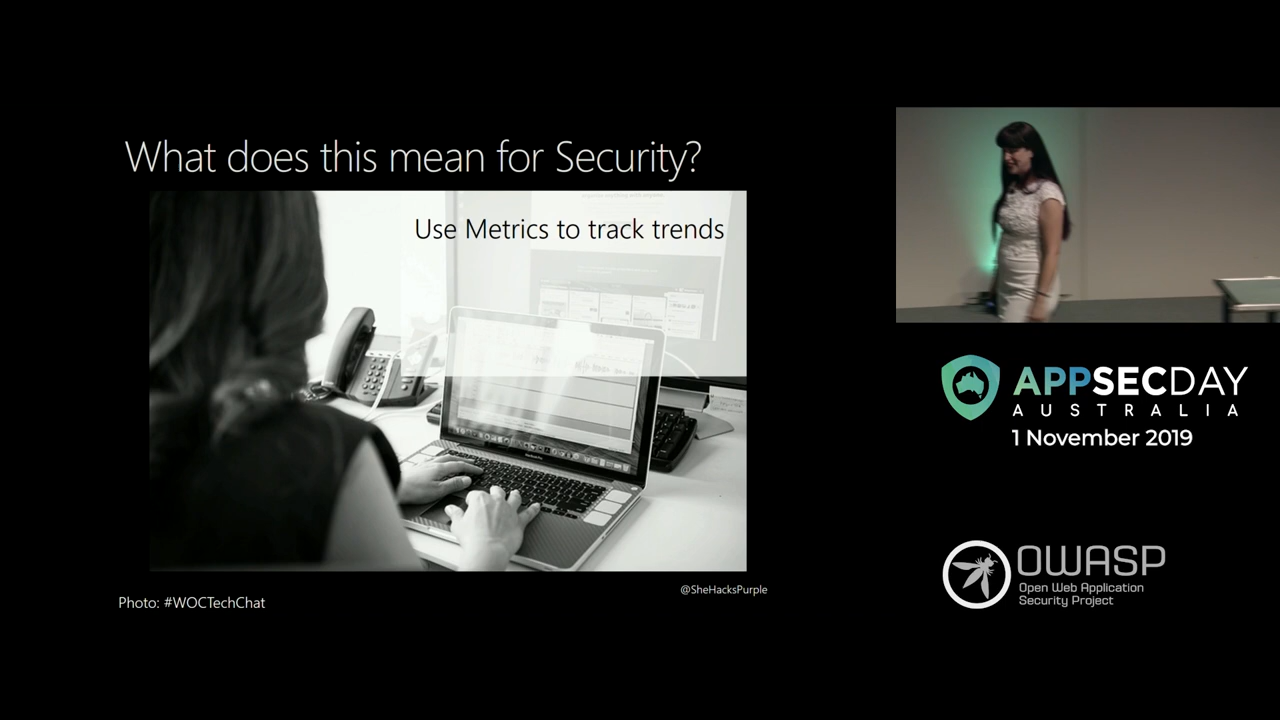 What does this mean for Security?
Use Metrics to track trends
Photo: #WOCTechChat
@SheHacksPurple
APPSECDAY
AUSTRALIA
1 November 2019
OWASP
Open Web Application
Security Project